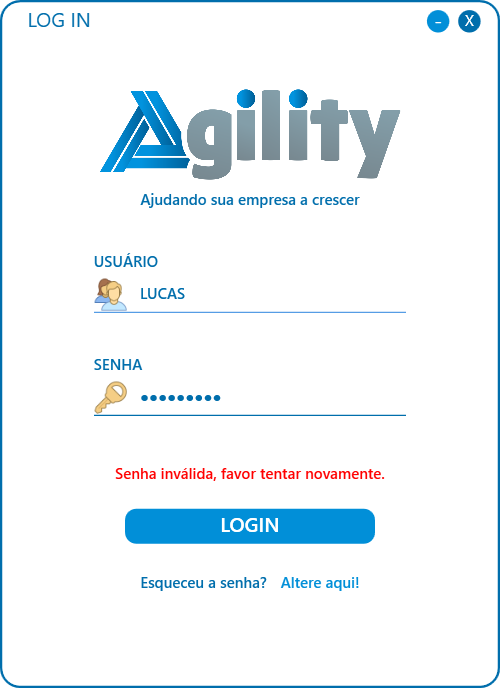 LOG IN
– X
Agility
Ajudando sua empresa a crescer
USUÁRIO
LUCAS
SENHA
•••••••••
Senha inválida, favor tentar novamente.
LOGIN
Esqueceu a senha? Altere aqui!